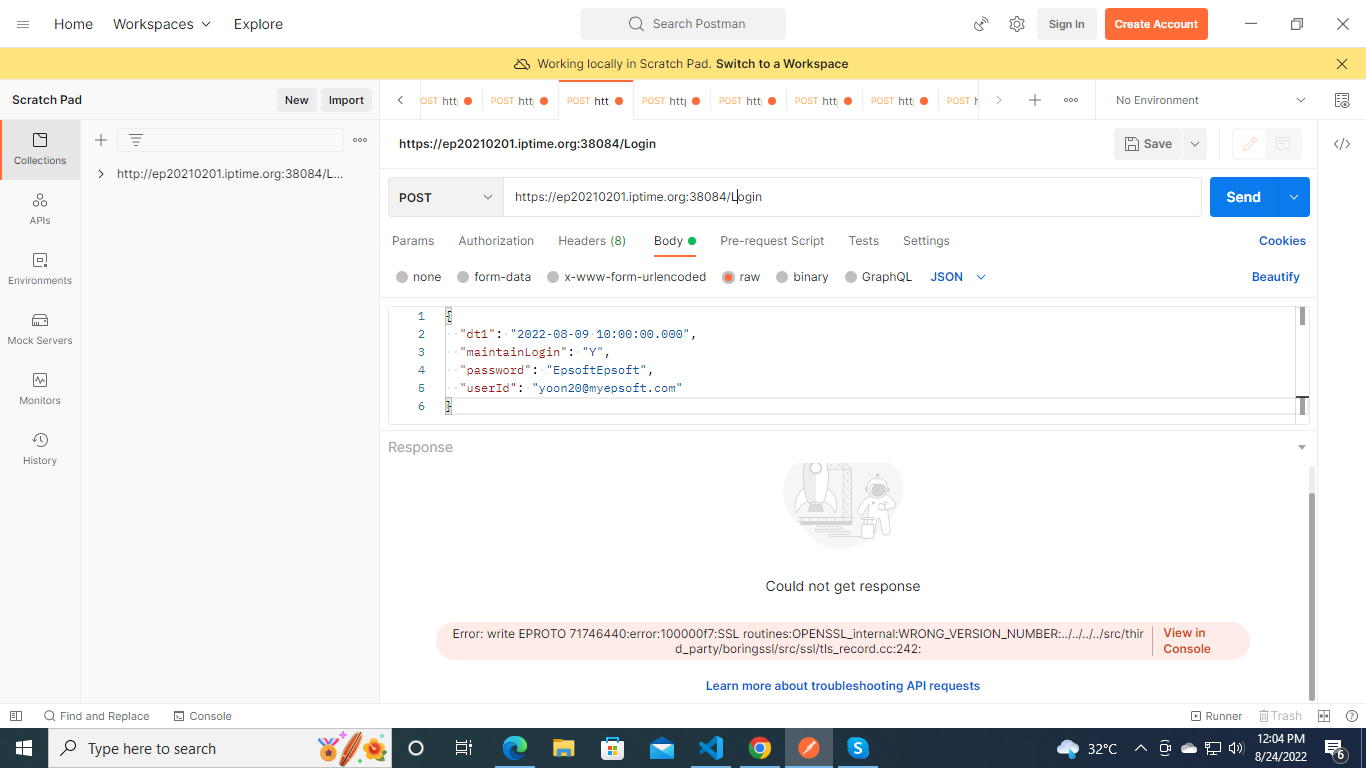 Home
Workspaces
Explore
Search Postman
Sign In
Create Account
Working locally in Scratch Pad. Switch to a Workspace
Scratch Pad
New
Import
OST htt
POST htt
POST htt
POST htt
POST htt
POST htt
POST htt
POST h
No Environment
Collections
APIs
Environments
Mock Servers
Monitors
History
http://ep20210201.iptime.org:38084/L...
https://ep20210201.iptime.org:38084/Login
Save
POST
https://ep20210201.iptime.org:38084/Login
Send
Params
Authorization
Headers (8)
Body
Pre-request Script
Tests
Settings
Cookies
none
form-data
x-www-form-urlencoded
raw
binary
GraphQL
JSON
Beautify
1 {
2 "dt1": "2022-08-09 10:00:00.000",
3 "maintainLogin": "Y",
4 "password": "EpsoftEpsoft",
5 "userId": "yoon20@myepsoft.com"
6 }
Response
Could not get response
Error: write EPROTO 71746440:error:100000f7:SSL routines:OPENSSL_internal:WRONG_VERSION_NUMBER:../../../../src/thir
d_party/boringssl/src/ssl/tls_record.cc:242:
View in
Console
Learn more about troubleshooting API requests
Find and Replace
Console
Runner
Trash
Type here to search
32°C
12:04 PM
8/24/2022
6